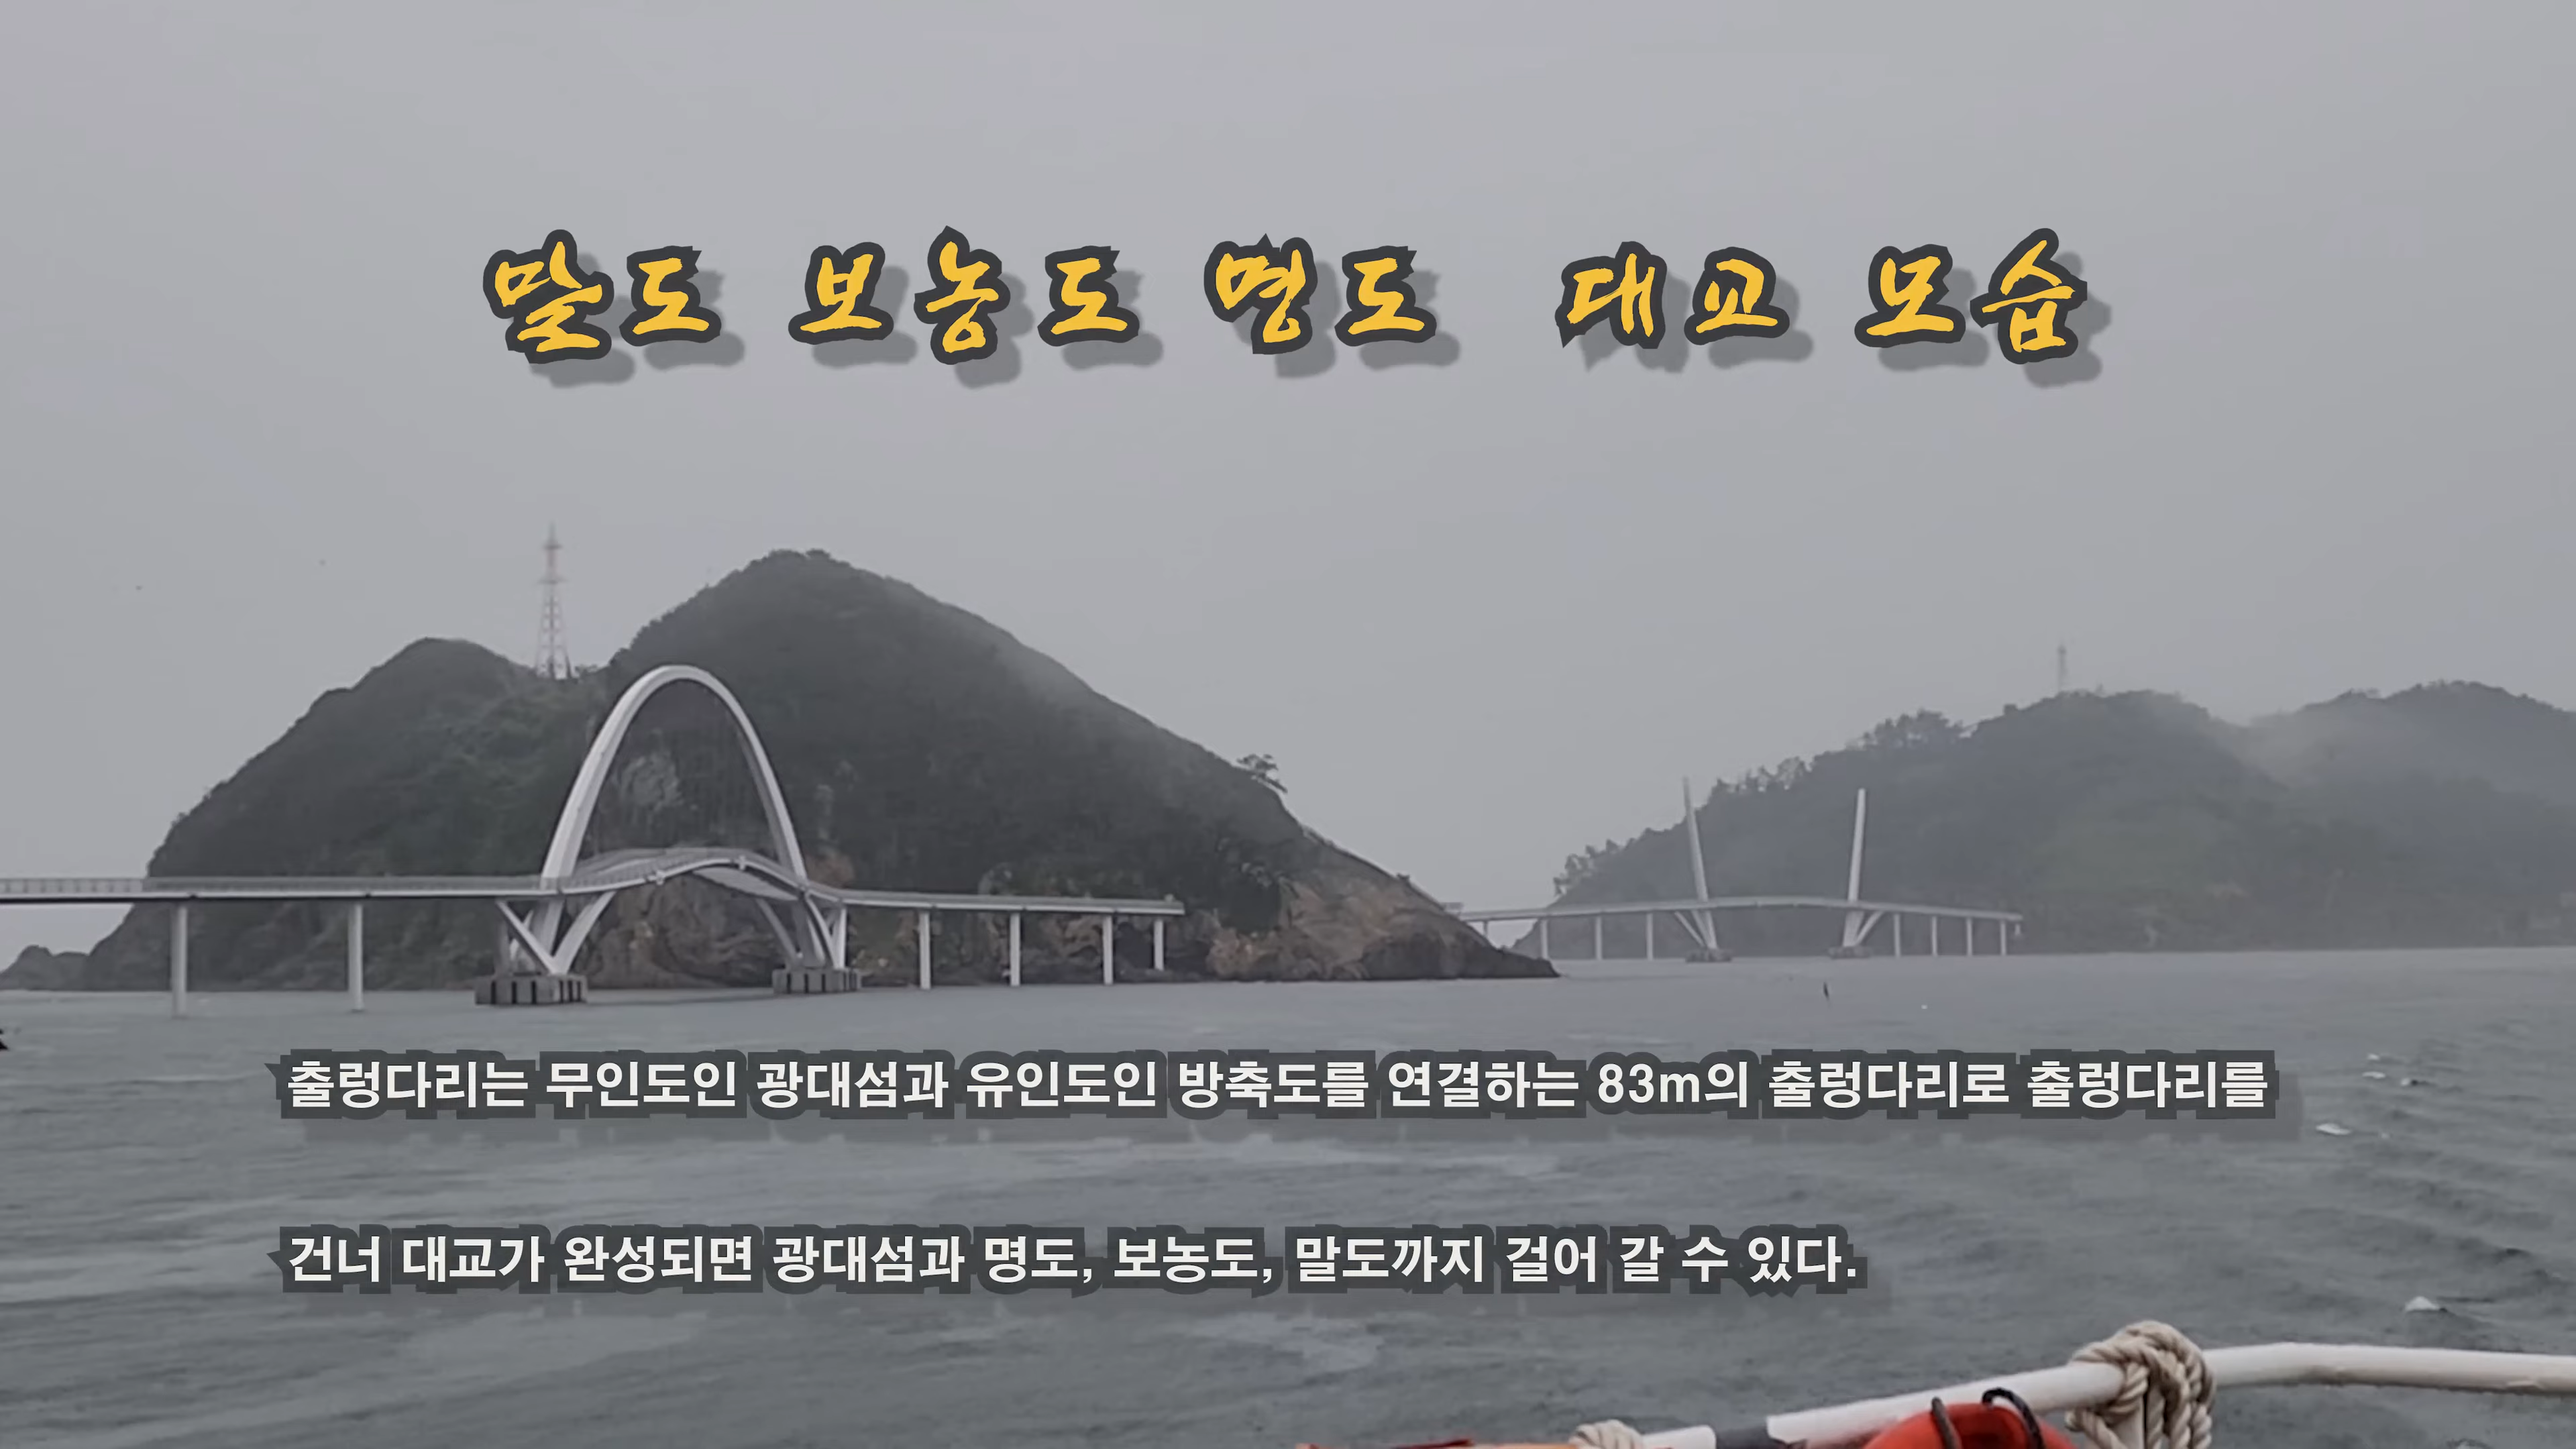 말도 보농도 명도 대교 모습
출렁다리는 무인도인 광대섬과 유인도인 방축도를 연결하는 83m의 출렁다리로 출렁다리를
건너 대교가 완성되면 광대섬과 명도, 보농도, 말도까지 걸어 갈 수 있다.